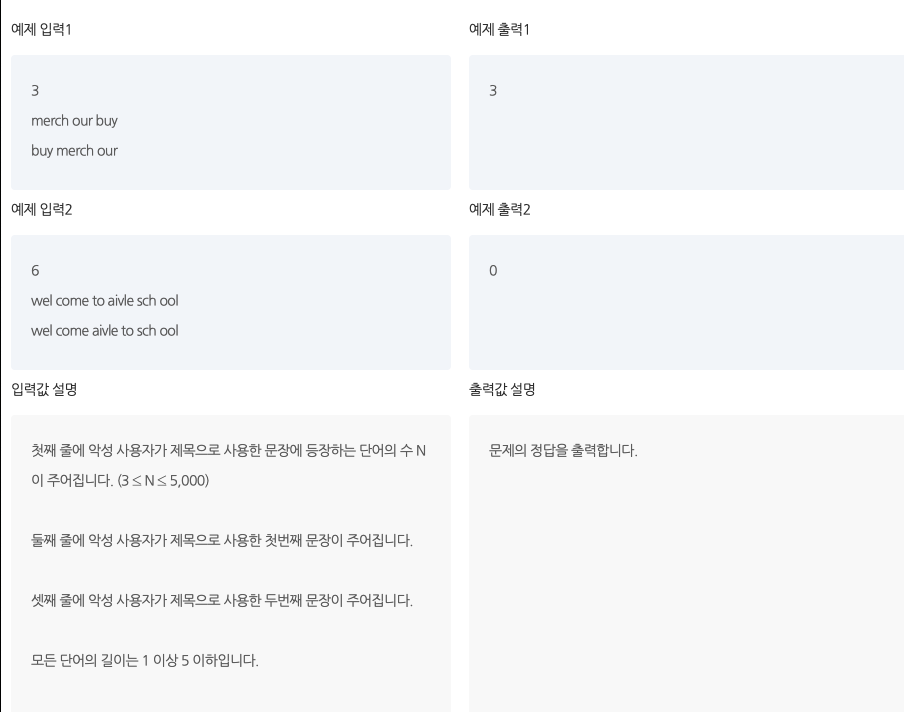 예제 입력1
예제 출력1
3
merch our buy
buy merch our
3
예제 입력2
예제 출력2
6
wel come to aivle sch ool
wel come aivle to sch ool
0
입력값 설명
출력값 설명
첫째 줄에 악성 사용자가 제목으로 사용한 문장에 등장하는 단어의 수 N
이 주어집니다. (3 ≤ N ≤ 5,000)
둘째 줄에 악성 사용자가 제목으로 사용한 첫번째 문장이 주어집니다.
셋째 줄에 악성 사용자가 제목으로 사용한 두번째 문장이 주어집니다.
모든 단어의 길이는 1 이상 5 이하입니다.
문제의 정답을 출력합니다.